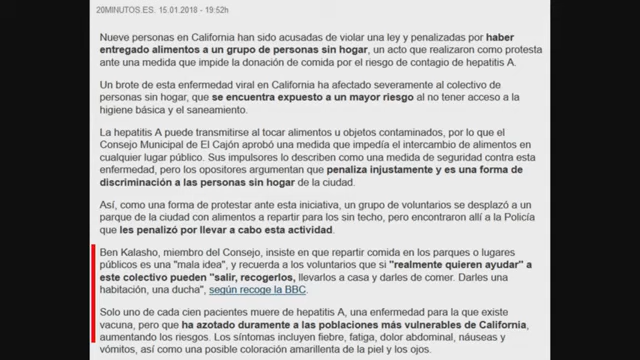 20MINUTOS.ES. 15.01.2018 - 19:52h
Nueve personas en California han sido acusadas de violar una ley y penalizadas por haber
entregado alimentos a un grupo de personas sin hogar, un acto que realizaron como protesta
ante una medida que impide la donación de comida por el riesgo de contagio de hepatitis A.
Un brote de esta enfermedad viral en California ha afectado severamente al colectivo de
personas sin hogar, que se encuentra expuesto a un mayor riesgo al no tener acceso a la
higiene básica y el saneamiento.
La hepatitis A puede transmitirse al tocar alimentos u objetos contaminados, por lo que el
Consejo Municipal de El Cajón aprobó una medida que impedía el intercambio de alimentos en
cualquier lugar público. Sus impulsores lo describen como una medida de seguridad contra esta
enfermedad, pero los opositores argumentan que penaliza injustamente y es una forma de
discriminación a las personas sin hogar de la ciudad.
Así, como una forma de protestar ante esta iniciativa, un grupo de voluntarios se desplazó a un
parque de la ciudad con alimentos a repartir para los sin techo, pero encontraron allí a la Policía
que les penalizó por llevar a cabo esta actividad.
Ben Kalasho, miembro del Consejo, insiste en que repartir comida en los parques o lugares
públicos es una "mala idea", y recuerda a los voluntarios que si "realmente quieren ayudar" a
este colectivo pueden "salir, recogerlos, llevarlos a casa y darles de comer. Darles una
habitación, una ducha", según recoge la BBC.
Solo uno de cada cien pacientes muere de hepatitis A, una enfermedad para la que existe
vacuna, pero que ha azotado duramente a las poblaciones más vulnerables de California,
aumentando los riesgos. Los síntomas incluyen fiebre, fatiga, dolor abdominal, náuseas y
vómitos, así como una posible coloración amarillenta de la piel y los ojos.